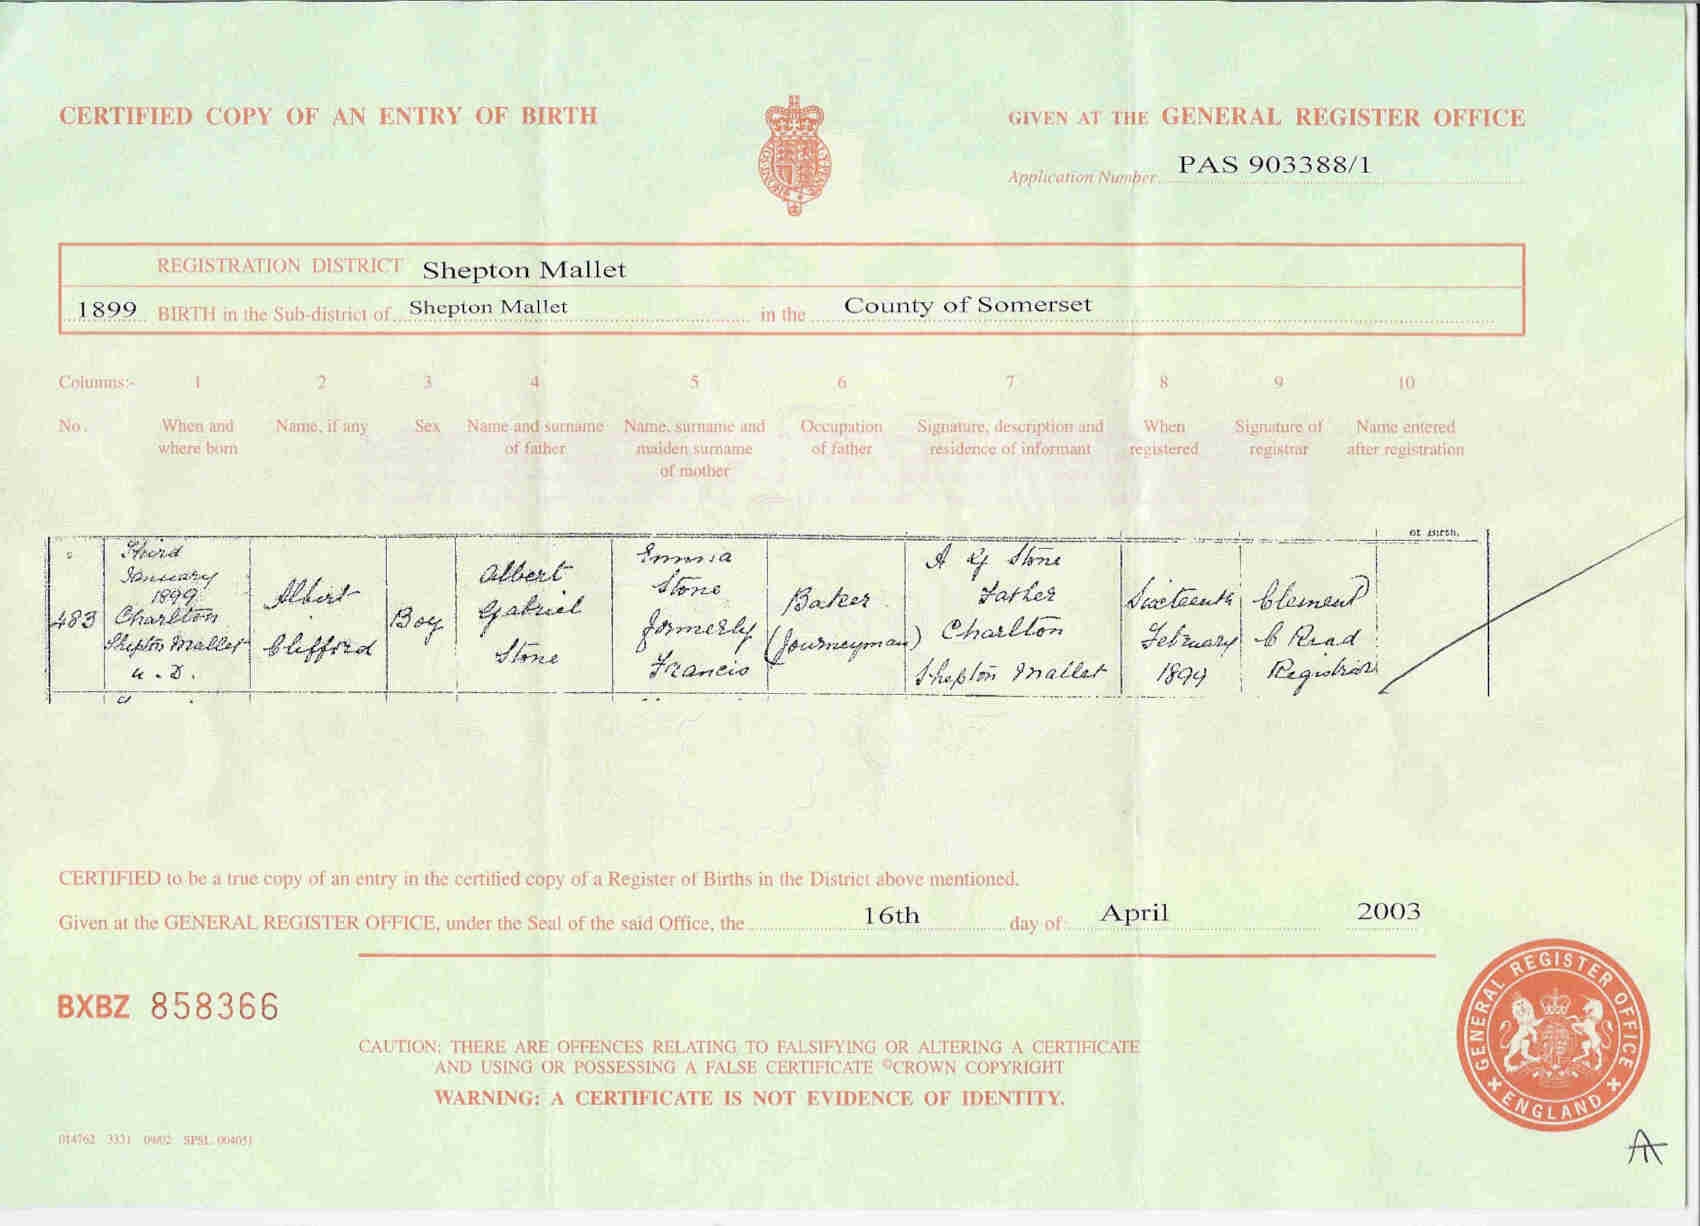 CERTIFIED COPY OF AN ENTRY OF BIRTH
GIVEN AT THE GENERAL REGISTER OFFICE
Application Number PAS 903388/1
REGISTRATION DISTRICT Shepton Mallet
1899 BIRTH in the Sub-district of Shepton Mallet in the County of Somerset
Columns:- 1 2 3 4 5 6 7 8 9 10
No. When and where born Name, if any Sex Name and surname of father Name, surname and maiden surname of mother Occupation of father Signature, description and residence of informant When registered Signature of registrar Name entered after registration
of Birth.
483
Third
January
1899
Charlton
Shepton Mallet
u.D.
Albert
Clifford
Boy
Albert
Gabriel
Stone
Emma
Stone
formerly
Francis
Baker
(Journeyman)
A G Stone
Father
Charlton
Shepton Mallet
Sixteenth
February
1899
Clement
C Read
Registrar
CERTIFIED to be a true copy of an entry in the certified copy of a Register of Births in the District above mentioned.
Given at the GENERAL REGISTER OFFICE, under the Seal of the said Office, the 16th day of April 2003
BXBZ 858366
GENERAL REGISTER OFFICE
ENGLAND
CAUTION: THERE ARE OFFENCES RELATING TO FALSIFYING OR ALTERING A CERTIFICATE
AND USING OR POSSESSING A FALSE CERTIFICATE ©CROWN COPYRIGHT
WARNING: A CERTIFICATE IS NOT EVIDENCE OF IDENTITY.
014762 3331 09/02 SPSL 004051